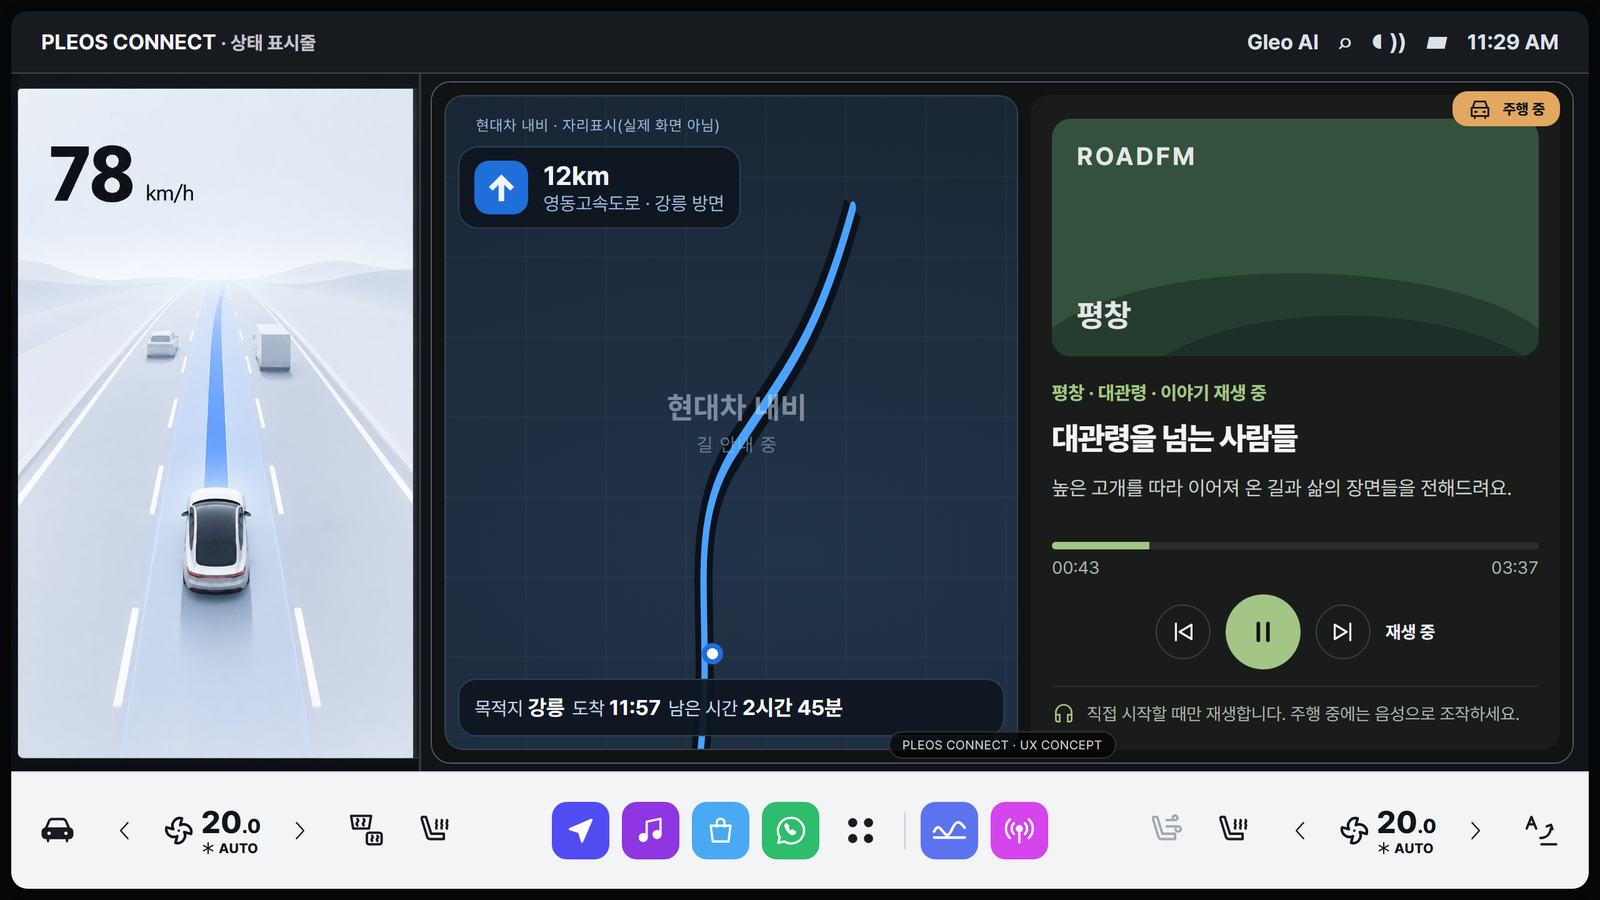 PLEOS CONNECT · 상태 표시줄
Gleo AI
11:29 AM
78 km/h
현대차 내비 · 자리표시(실제 화면 아님)
12km
영동고속도로 · 강릉 방면
현대차 내비
길 안내 중
목적지 강릉 도착 11:57 남은 시간 2시간 45분
주행 중
ROADFM
평창
평창 · 대관령 · 이야기 재생 중
대관령을 넘는 사람들
높은 고개를 따라 이어져 온 길과 삶의 장면들을 전해드려요.
00:43
03:37
재생 중
직접 시작할 때만 재생합니다. 주행 중에는 음성으로 조작하세요.
PLEOS CONNECT · UX CONCEPT
20.0
AUTO
20.0
AUTO
A